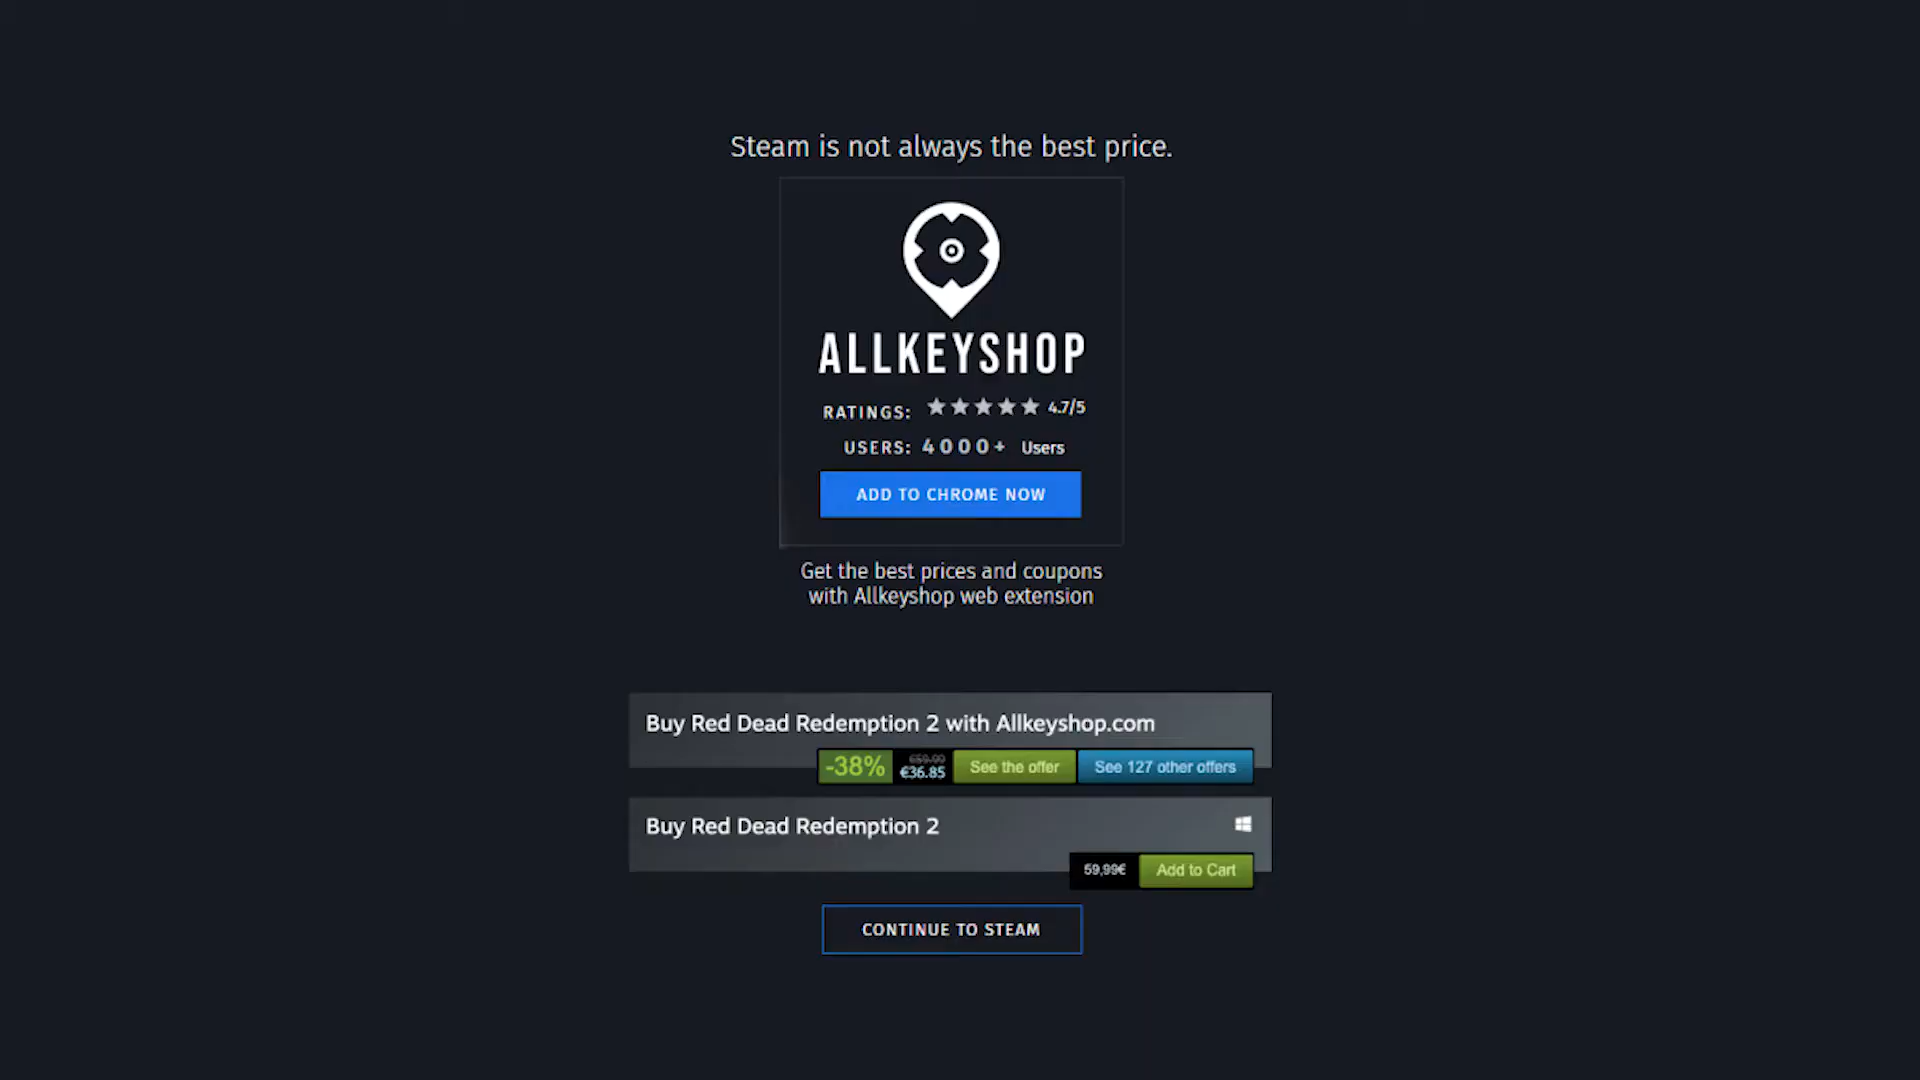 Steam is not always the best price.
ALLKEYSHOP
RATINGS: ★★★★★ 4.7/5
USERS: 4000+ Users
ADD TO CHROME NOW
Get the best prices and coupons
with Allkeyshop web extension
Buy Red Dead Redemption 2 with Allkeyshop.com
-38% €59.99 €36.85 See the offer See 127 other offers
Buy Red Dead Redemption 2
59,99€ Add to Cart
CONTINUE TO STEAM